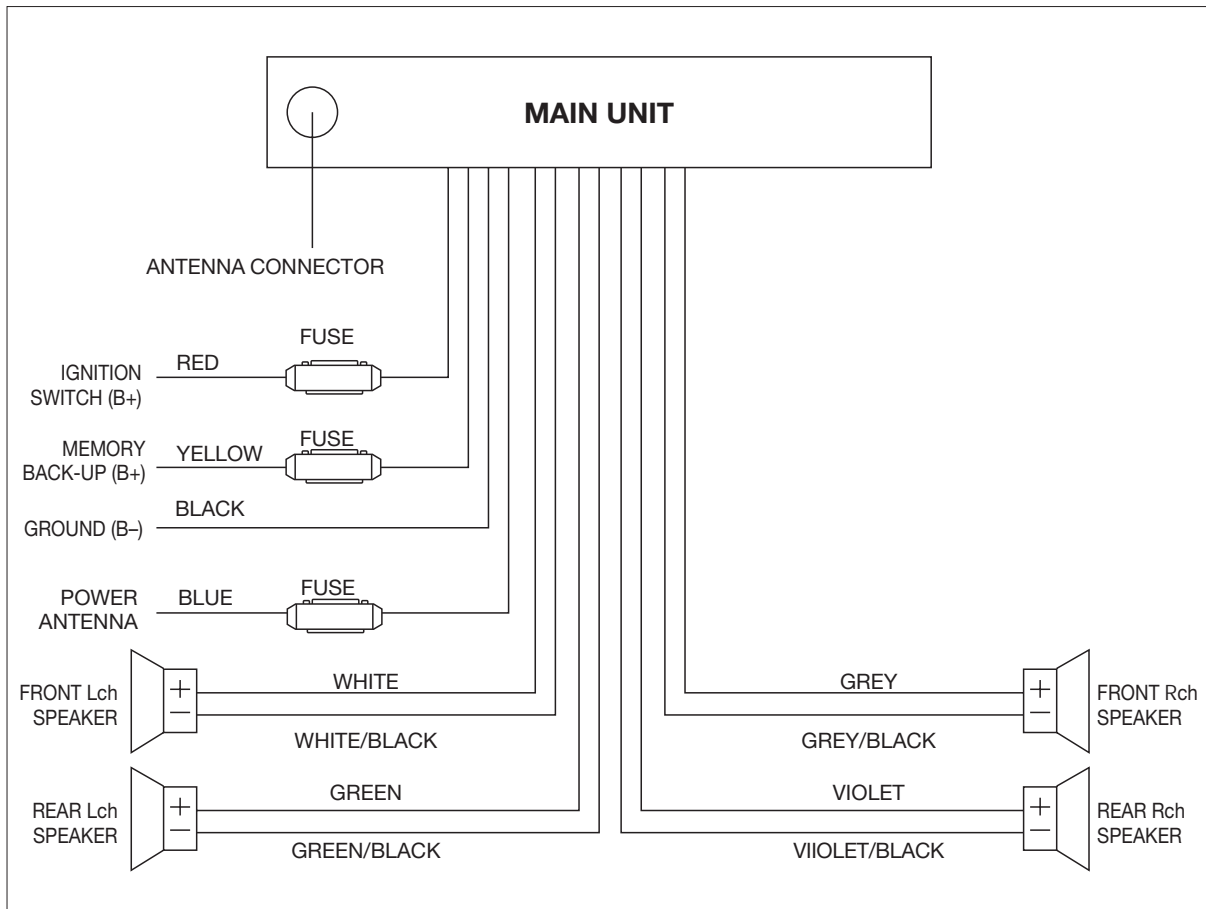 MAIN UNIT
ANTENNA CONNECTOR
FUSE
RED
IGNITION
SWITCH (B+)
FUSE
YELLOW
MEMORY
BACK-UP (B+)
BLACK
GROUND (B–)
FUSE
BLUE
POWER
ANTENNA
WHITE
FRONT Lch
SPEAKER
+
–
WHITE/BLACK
GREY
FRONT Rch
SPEAKER
+
–
GREY/BLACK
GREEN
REAR Lch
SPEAKER
+
–
GREEN/BLACK
VIOLET
REAR Rch
SPEAKER
+
–
VIIOLET/BLACK